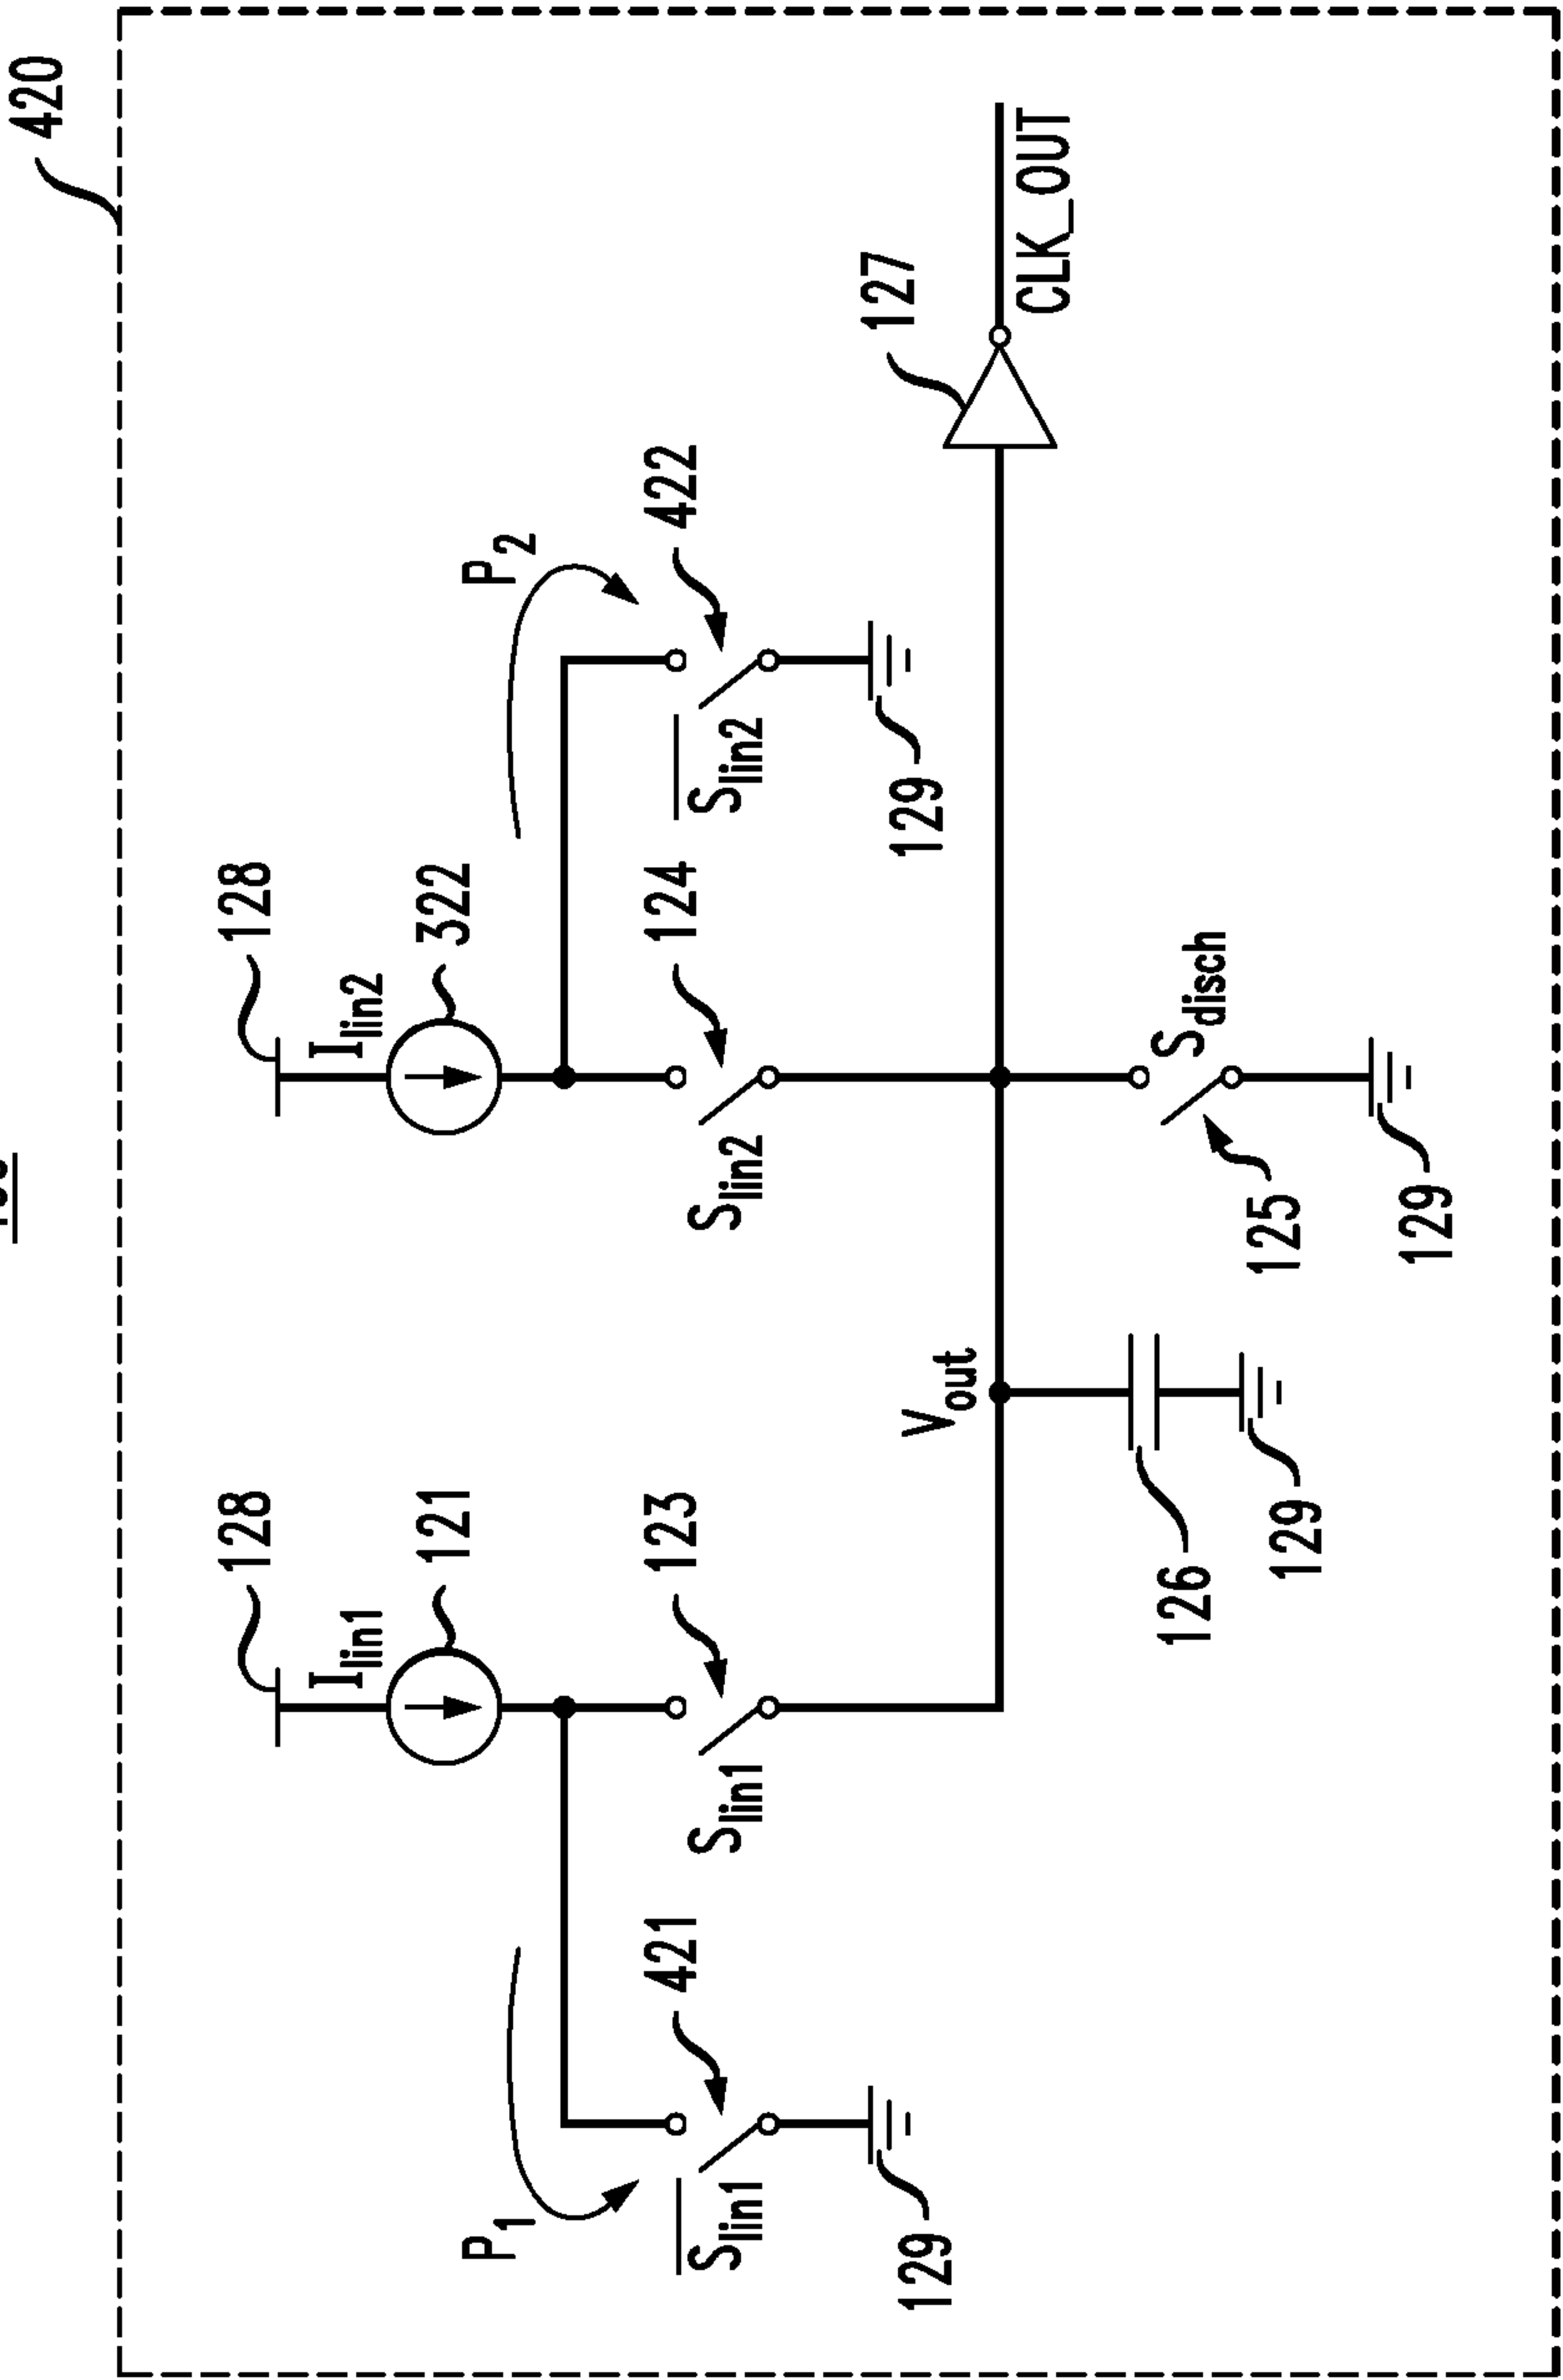 420
128
128
I_lin1
I_lin2
121
322
P_1
P_2
421
123
124
422
S̅_lin1
S_lin1
S_lin2
S̅_lin2
127
129
V_out
129
CLK_OUT
126
S_disch
129
125
129